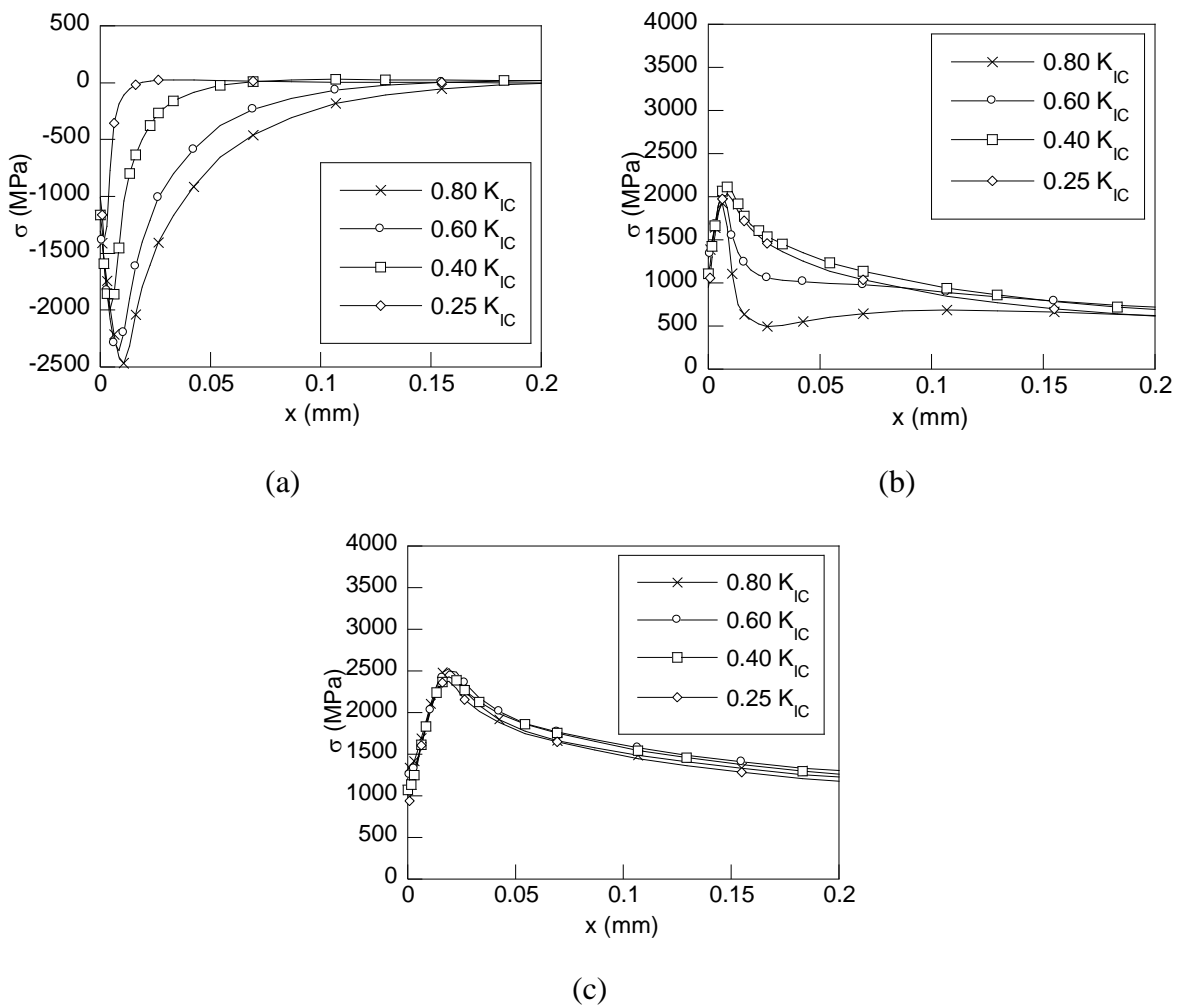 500
0
-500
-1000
-1500
-2000
-2500
σ (MPa)
0.80 K_IC
0.60 K_IC
0.40 K_IC
0.25 K_IC
0 0.05 0.1 0.15 0.2
x (mm)
(a)
4000
3500
3000
2500
2000
1500
1000
500
0
σ (MPa)
0.80 K_IC
0.60 K_IC
0.40 K_IC
0.25 K_IC
0 0.05 0.1 0.15 0.2
x (mm)
(b)
4000
3500
3000
2500
2000
1500
1000
500
0
σ (MPa)
0.80 K_IC
0.60 K_IC
0.40 K_IC
0.25 K_IC
0 0.05 0.1 0.15 0.2
x (mm)
(c)